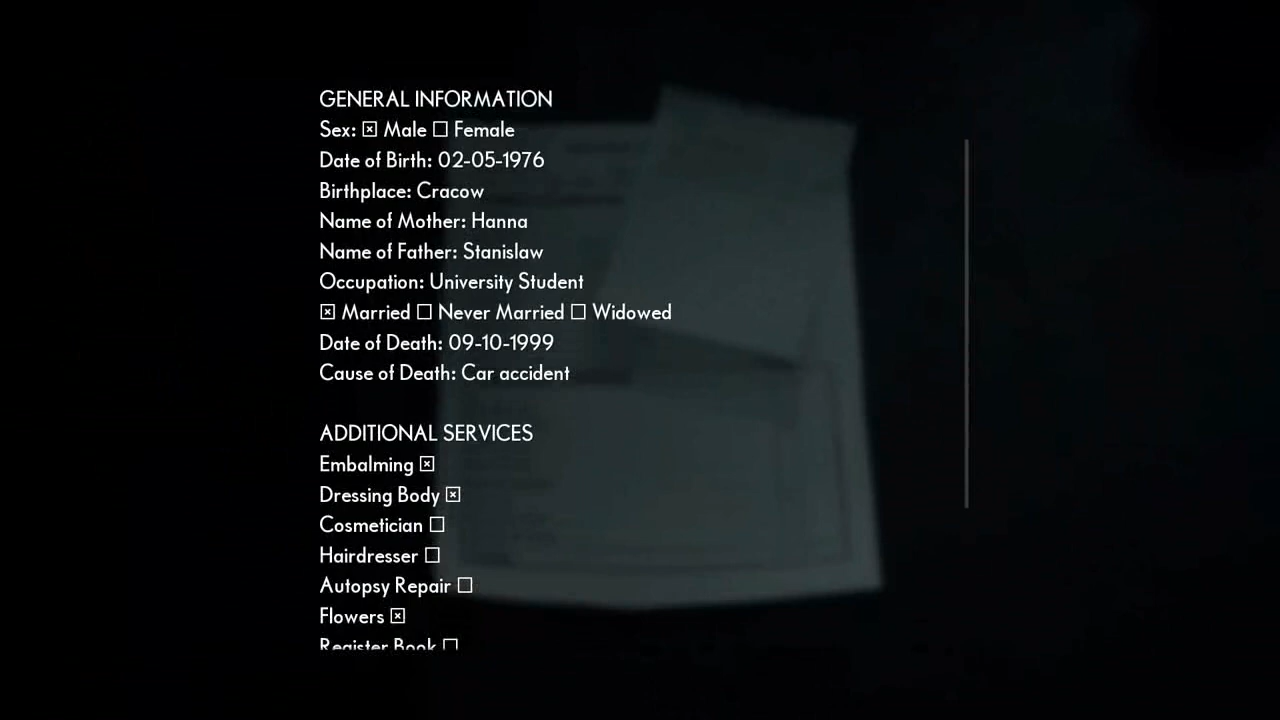 GENERAL INFORMATION
Sex: ☒ Male ☐ Female
Date of Birth: 02-05-1976
Birthplace: Cracow
Name of Mother: Hanna
Name of Father: Stanislaw
Occupation: University Student
☒ Married ☐ Never Married ☐ Widowed
Date of Death: 09-10-1999
Cause of Death: Car accident
ADDITIONAL SERVICES
Embalming ☒
Dressing Body ☒
Cosmetician ☐
Hairdresser ☐
Autopsy Repair ☐
Flowers ☒
Register Book ☐